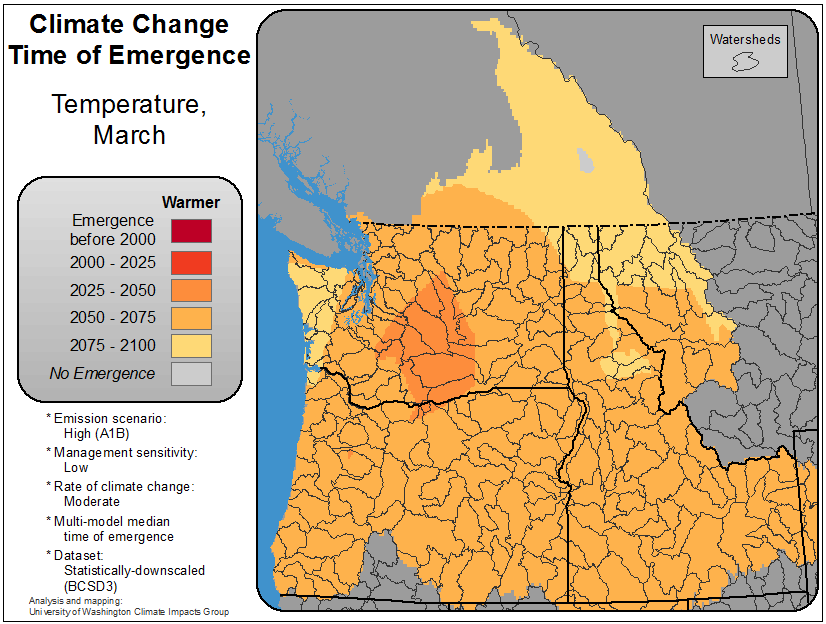 Climate Change
Time of Emergence
Temperature,
March
Warmer
Emergence
before 2000
2000 - 2025
2025 - 2050
2050 - 2075
2075 - 2100
No Emergence
* Emission scenario:
High (A1B)
* Management sensitivity:
Low
* Rate of climate change:
Moderate
* Multi-model median
time of emergence
* Dataset:
Statistically-downscaled
(BCSD3)
Analysis and mapping:
University of Washington Climate Impacts Group
Watersheds